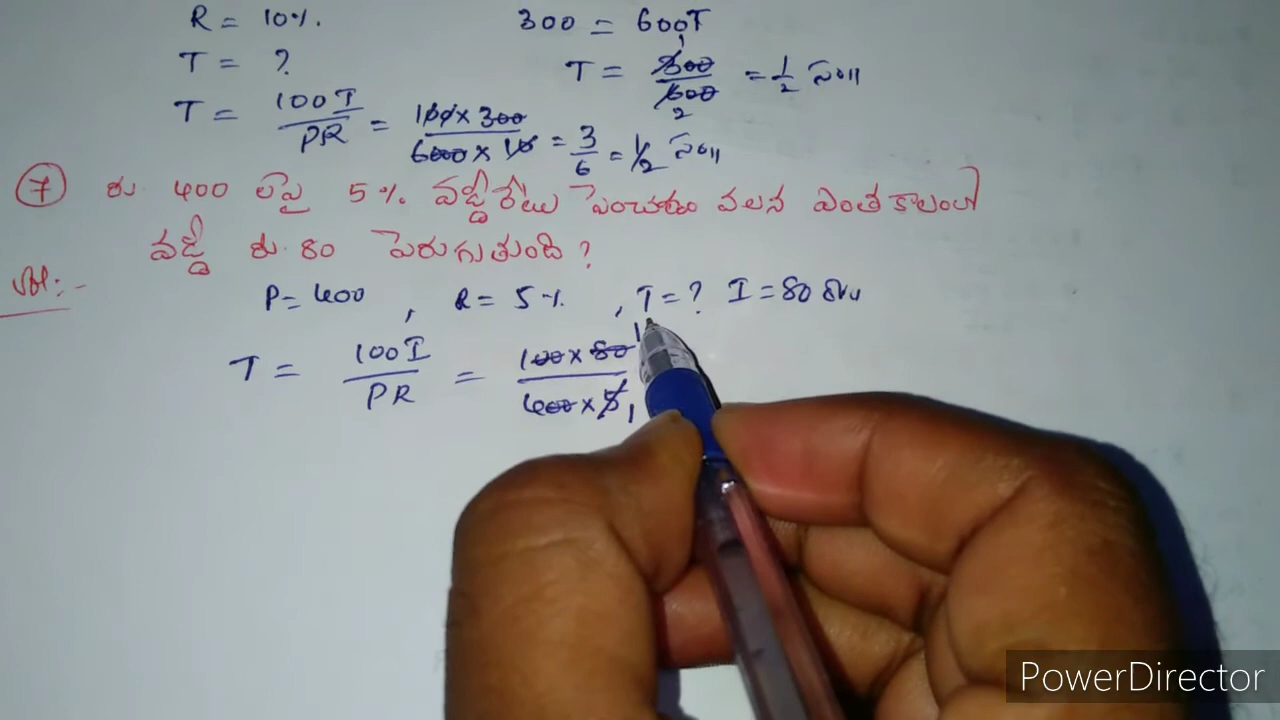 R = 10%.
300 = 600T
T = ?
T = 300/600 = 1/2 సం॥
T = 100I/PR = 100 × 300/6000 × 10 = 3/6 = 1/2 సం॥
7 రు. 400 లపై 5%. వడ్డీరేటు పెంచుటం వలన ఎంత కాలంలో
వడ్డీ రు. 80 పెరుగుతుంది?
Sol:-
P = 400 , R = 5%. , T = ? I = 80 రూ॥
T = 100I/PR = 100 × 80/400 × 5
PowerDirector